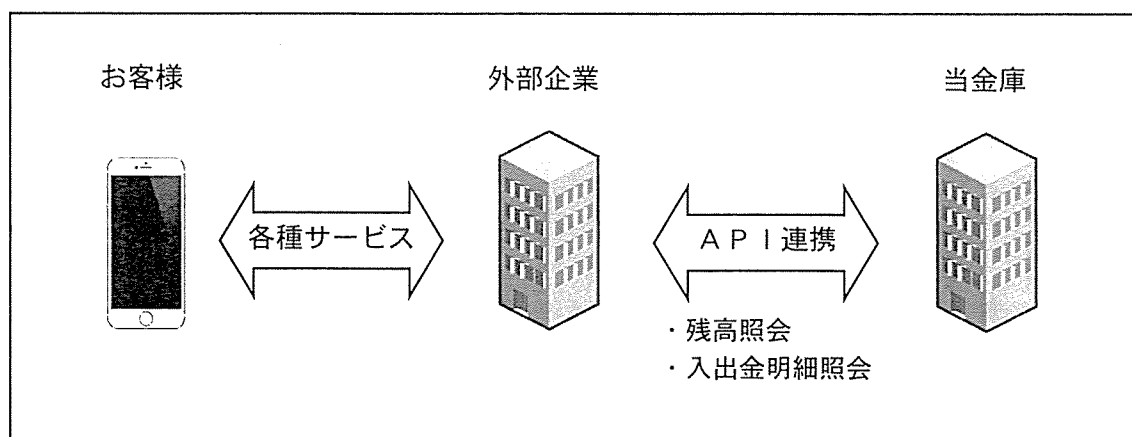 お客様
外部企業
当金庫
各種サービス
ＡＰＩ連携
・残高照会
・入出金明細照会